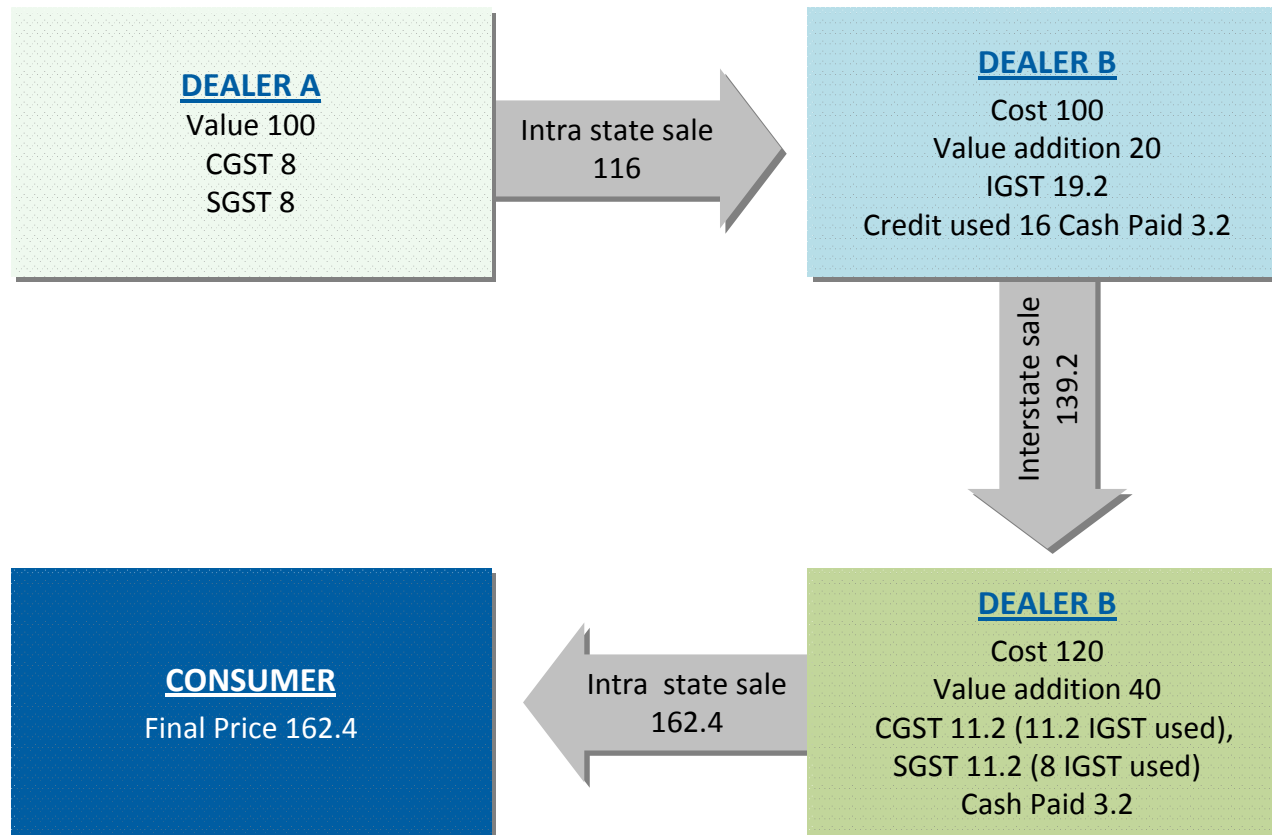 DEALER A
Value 100
CGST 8
SGST 8
Intra state sale
116
DEALER B
Cost 100
Value addition 20
IGST 19.2
Credit used 16 Cash Paid 3.2
Interstate sale
139.2
DEALER B
Cost 120
Value addition 40
CGST 11.2 (11.2 IGST used),
SGST 11.2 (8 IGST used)
Cash Paid 3.2
Intra state sale
162.4
CONSUMER
Final Price 162.4